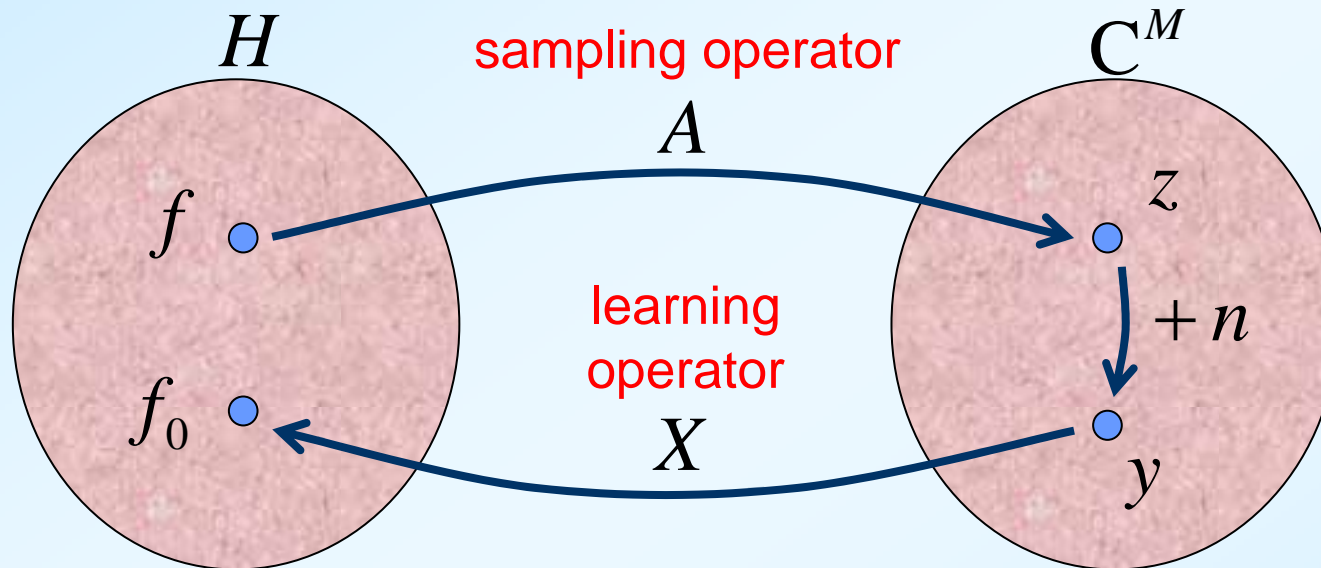 H
sampling operator
C^M
A
f
z
learning
operator
+ n
f₀
X
y